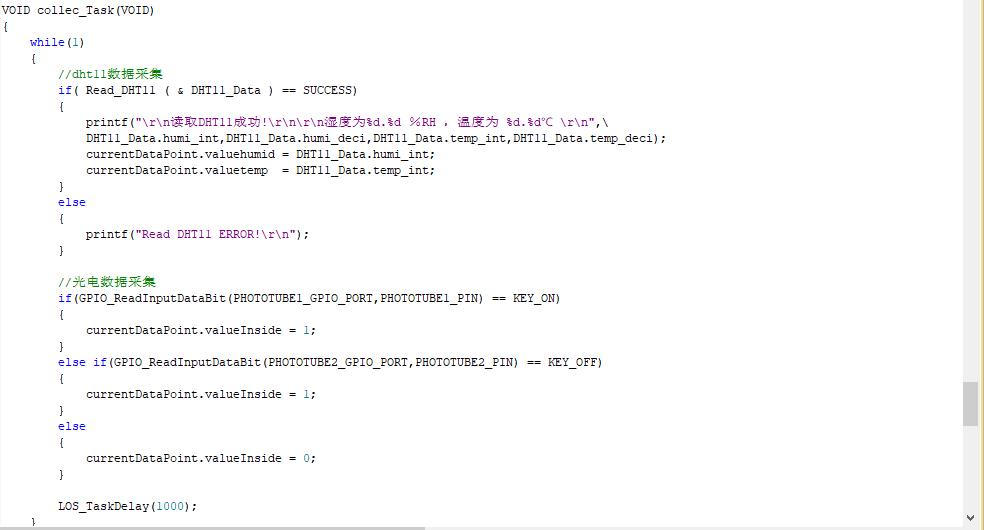 VOID collec_Task(VOID)
{
    while(1)
    {
        //dht11数据采集
        if( Read_DHT11 ( & DHT11_Data ) == SUCCESS)
        {
            printf("\r\n读取DHT11成功!\r\n\r\n湿度为%d.%d %RH ，温度为 %d.%d℃ \r\n",\
            DHT11_Data.humi_int,DHT11_Data.humi_deci,DHT11_Data.temp_int,DHT11_Data.temp_deci);
            currentDataPoint.valuehumid = DHT11_Data.humi_int;
            currentDataPoint.valuetemp  = DHT11_Data.temp_int;
        }
        else
        {
            printf("Read DHT11 ERROR!\r\n");
        }

        //光电数据采集
        if(GPIO_ReadInputDataBit(PHOTOTUBE1_GPIO_PORT,PHOTOTUBE1_PIN) == KEY_ON)
        {
            currentDataPoint.valueInside = 1;
        }
        else if(GPIO_ReadInputDataBit(PHOTOTUBE2_GPIO_PORT,PHOTOTUBE2_PIN) == KEY_OFF)
        {
            currentDataPoint.valueInside = 1;
        }
        else
        {
            currentDataPoint.valueInside = 0;
        }

        LOS_TaskDelay(1000);
    }